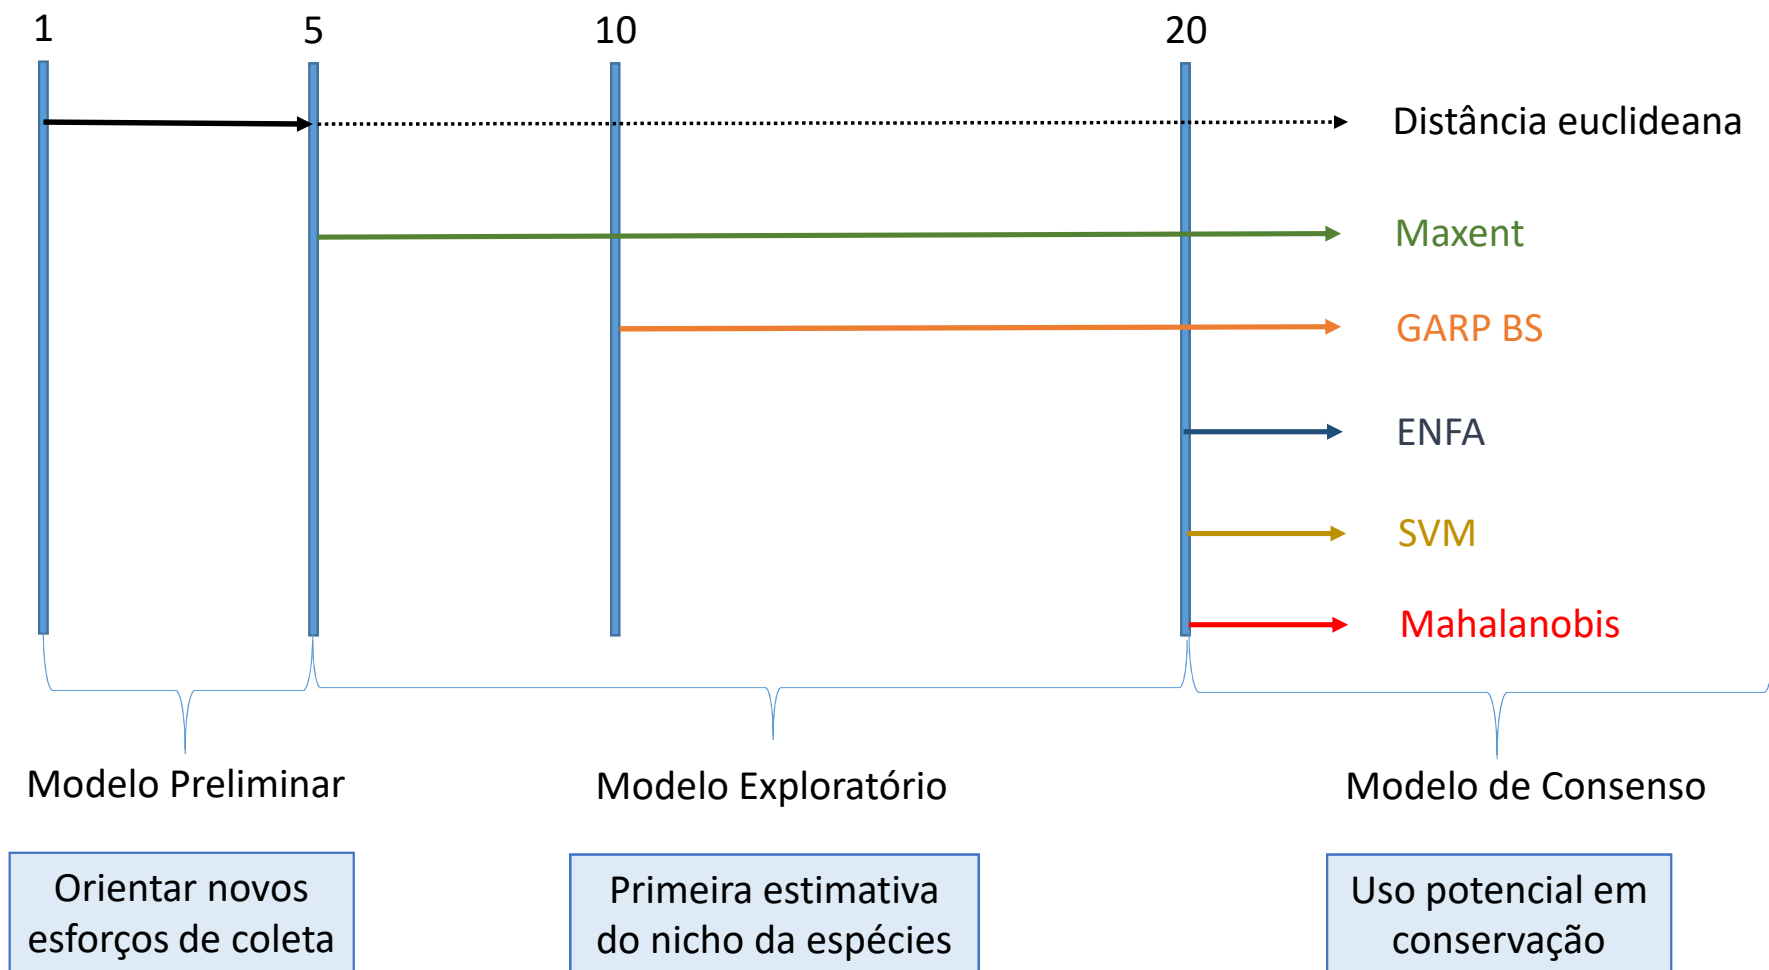 1
5
10
20
Distância euclideana
Maxent
GARP BS
ENFA
SVM
Mahalanobis
Modelo Preliminar
Modelo Exploratório
Modelo de Consenso
Orientar novos
esforços de coleta
Primeira estimativa
do nicho da espécies
Uso potencial em
conservação